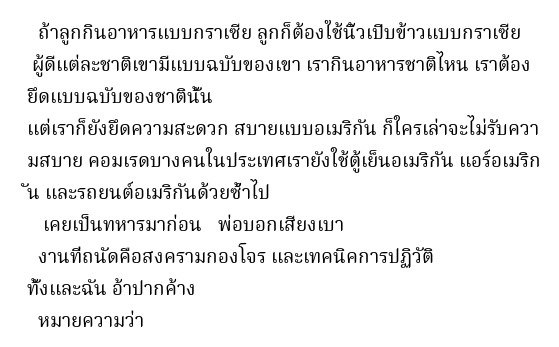 ถ้าลูกกินอาหารแบบกราเซีย ลูกก็ต้องใช้นิ้วเปิบข้าวแบบกราเซีย
ผู้ดีแต่ละชาติเขามีแบบฉบับของเขา เรากินอาหารชาติไหน เราต้อง
ยึดแบบฉบับของชาตินั้น
แต่เราก็ยังยึดความสะดวก สบายแบบอเมริกัน ก็ใครเล่าจะไม่รับควา
มสบาย คอมเรดบางคนในประเทศเรายังใช้ตู้เย็นอเมริกัน แอร์อเมริก
ัน และรถยนต์อเมริกันด้วยซ้ำไป
เคยเป็นทหารมาก่อน พ่อบอกเสียงเบา
งานที่ถนัดคือสงครามกองโจร และเทคนิคการปฏิวัติ
ทั้งและฉัน อ้าปากค้าง
หมายความว่า